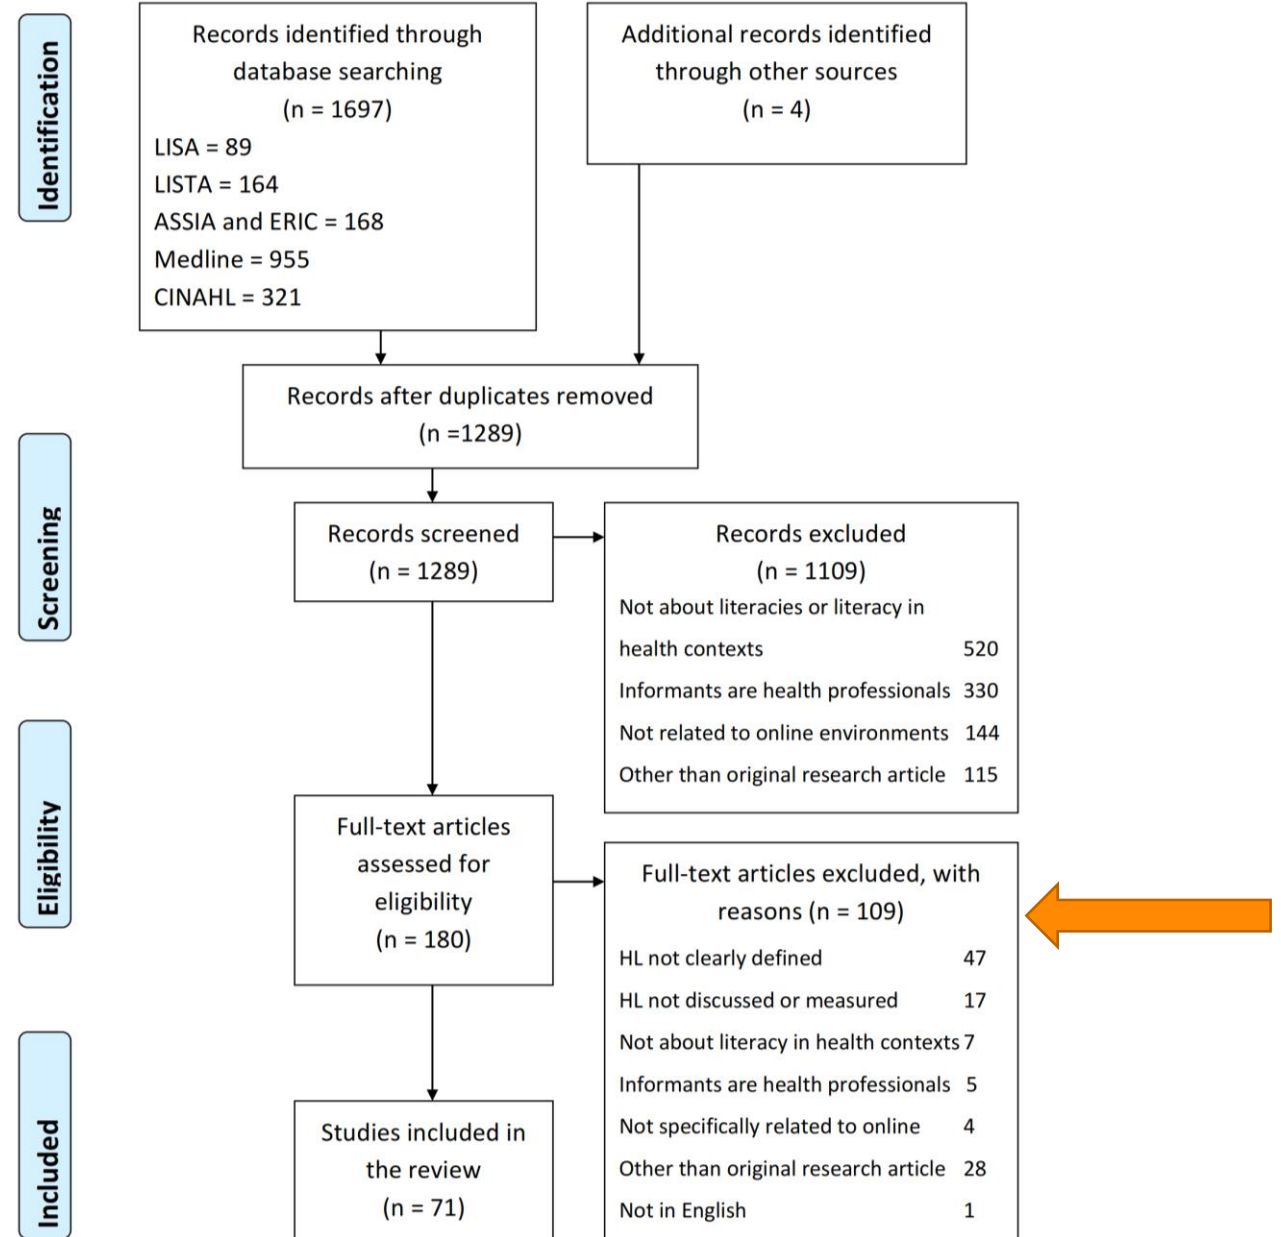 Identification
Records identified through
database searching
(n = 1697)
LISA = 89
LISTA = 164
ASSIA and ERIC = 168
Medline = 955
CINAHL = 321
Additional records identified
through other sources
(n = 4)
Records after duplicates removed
(n =1289)
Screening
Records screened
(n = 1289)
Records excluded
(n = 1109)
Not about literacies or literacy in
health contexts 520
Informants are health professionals 330
Not related to online environments 144
Other than original research article 115
Eligibility
Full-text articles
assessed for
eligibility
(n = 180)
Full-text articles excluded, with
reasons (n = 109)
HL not clearly defined 47
HL not discussed or measured 17
Not about literacy in health contexts 7
Informants are health professionals 5
Not specifically related to online 4
Other than original research article 28
Not in English 1
Included
Studies included in
the review
(n = 71)